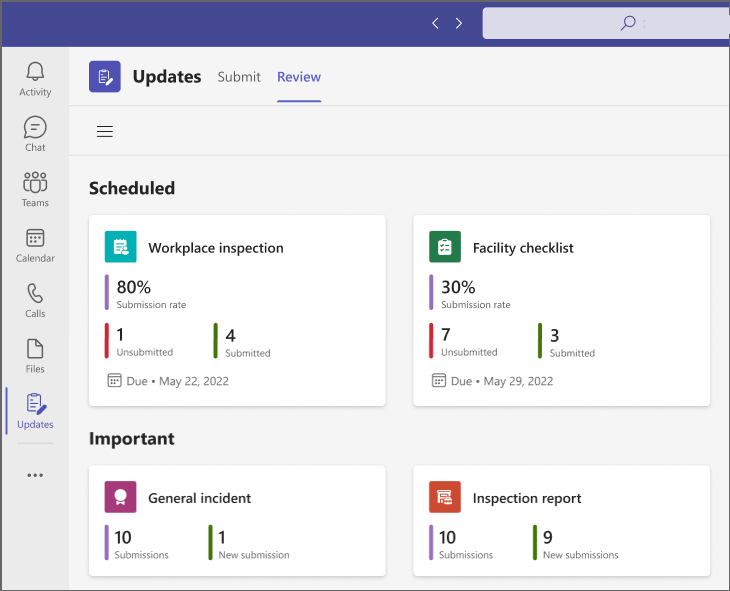 Updates Submit Review
Activity
Chat
Teams
Calendar
Calls
Files
Updates
Scheduled
Workplace inspection
80%
Submission rate
1 4
Unsubmitted Submitted
Due • May 22, 2022
Facility checklist
30%
Submission rate
7 3
Unsubmitted Submitted
Due • May 29, 2022
Important
General incident
10 1
Submissions New submission
Inspection report
10 9
Submissions New submissions